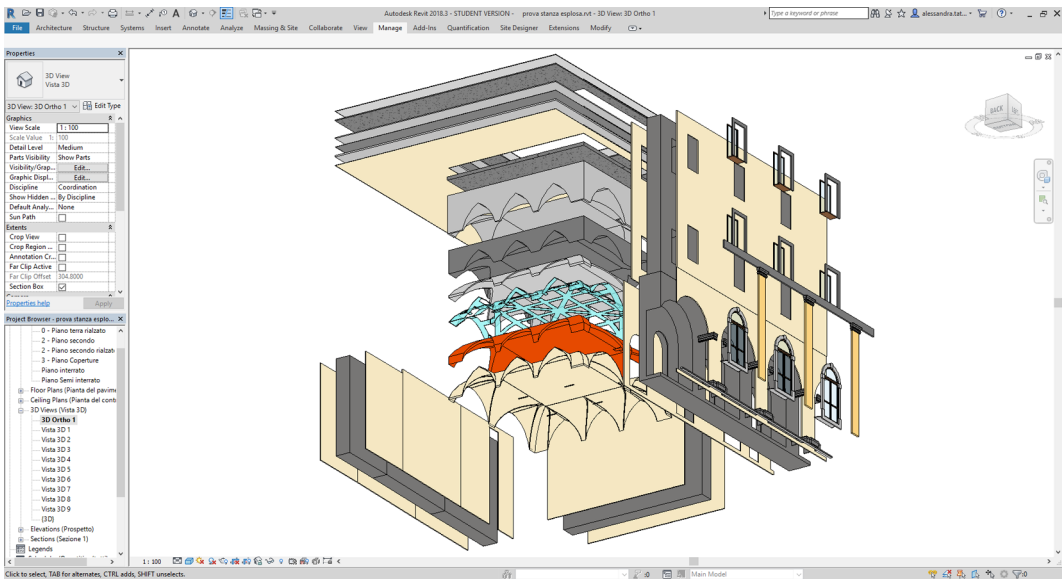 Autodesk Revit 2018.3 - STUDENT VERSION - prova stanza esplosa.rvt - 3D View: 3D Ortho 1
Type a keyword or phrase
alessandra.tat...
File Architecture Structure Systems Insert Annotate Analyze Massing & Site Collaborate View Manage Add-Ins Quantification Site Designer Extensions Modify
Properties
3D View
Vista 3D
3D View: 3D Ortho 1 Edit Type
Graphics
View Scale 1 : 100
Scale Value 1: 100
Detail Level Medium
Parts Visibility Show Parts
Visibility/Grap... Edit...
Graphic Displ... Edit...
Discipline Coordination
Show Hidden ... By Discipline
Default Analy... None
Sun Path
Extents
Crop View
Crop Region ...
Annotation Cr...
Far Clip Active
Far Clip Offset 304.8000
Section Box
Properties help Apply
Project Browser - prova stanza esplo...
0 - Piano terra rialzato
2 - Piano secondo
2 - Piano secondo rialzat
3 - Piano Coperture
Piano interrato
Piano Semi interrato
Floor Plans (Pianta del pavime
Ceiling Plans (Pianta del cont
3D Views (Vista 3D)
3D Ortho 1
Vista 3D 1
Vista 3D 2
Vista 3D 3
Vista 3D 4
Vista 3D 5
Vista 3D 6
Vista 3D 7
Vista 3D 8
Vista 3D 9
{3D}
Elevations (Prospetto)
Sections (Sezione 1)
Legends
BACK
1 : 100
Click to select, TAB for alternates, CTRL adds, SHIFT unselects.
:0 Main Model
:0